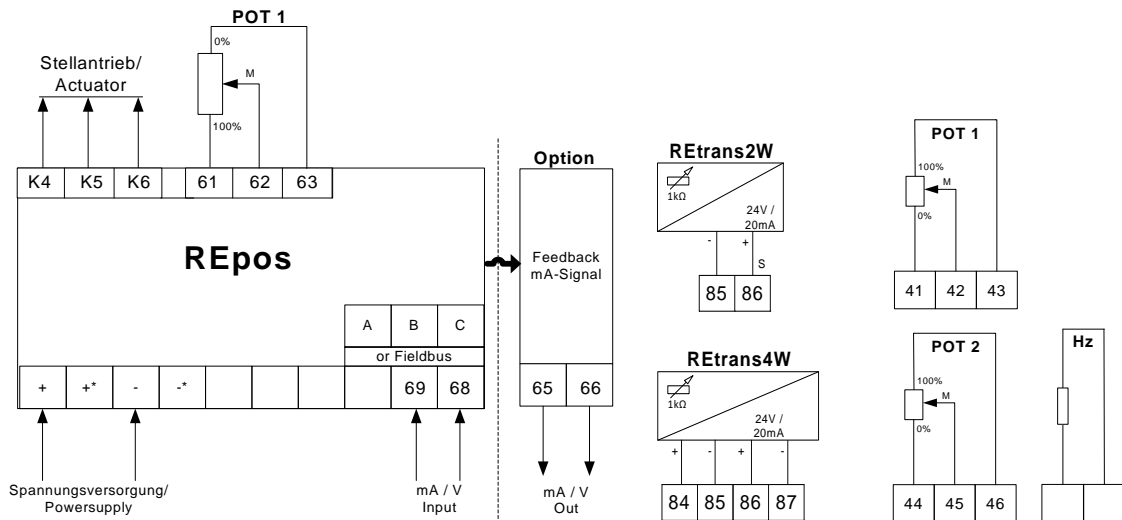 POT 1
0%
Stellantrieb/
Actuator
M
100%
K4 K5 K6 61 62 63
REpos
A B C
or Fieldbus
+ +* - -* 69 68
Spannungsversorgung/
Powersupply
mA / V
Input
Option
Feedback
mA-Signal
65 66
mA / V
Out
REtrans2W
1kΩ
24V /
20mA
- +
S
85 86
REtrans4W
1kΩ
24V /
20mA
+ - + -
84 85 86 87
POT 1
100%
M
0%
41 42 43
POT 2
100%
M
0%
44 45 46
Hz